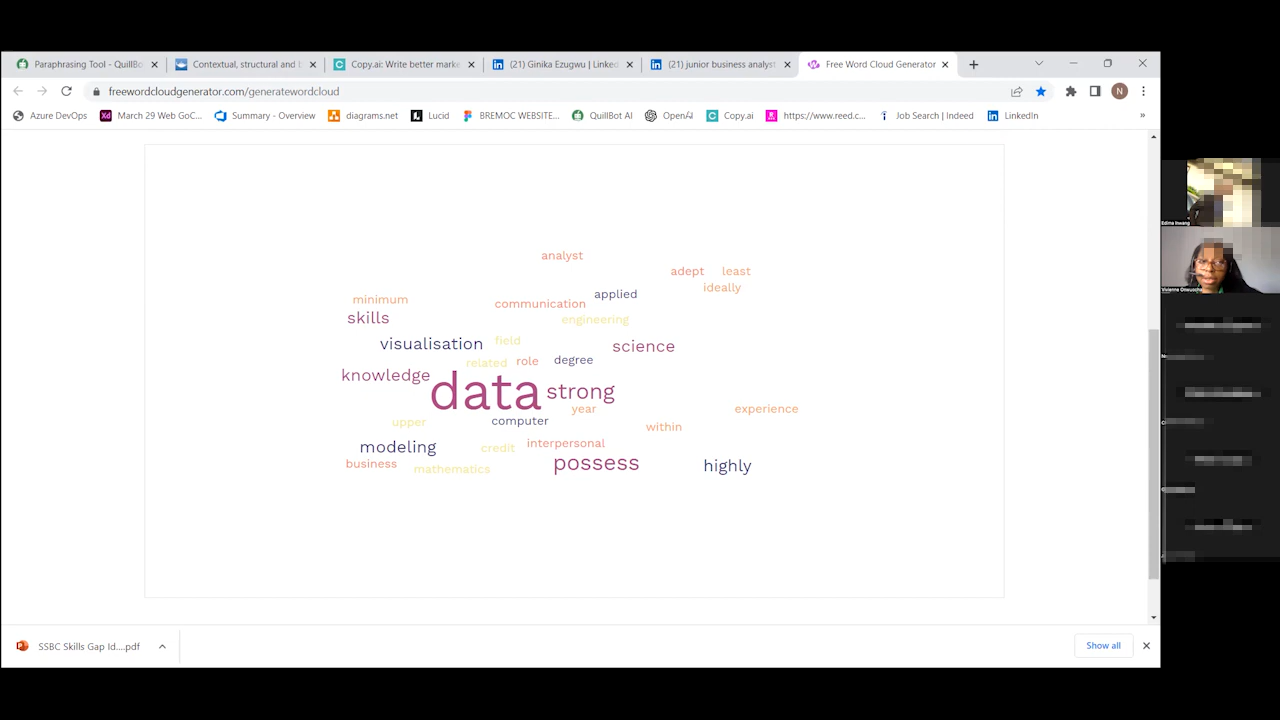 Paraphrasing Tool - QuillBo
Contextual, structural and b
Copy.ai: Write better marke
(21) Ginika Ezugwu | Linke
(21) junior business analyst
Free Word Cloud Generator
freewordcloudgenerator.com/generatewordcloud
N
Azure DevOps
March 29 Web GoC...
Summary - Overview
diagrams.net
Lucid
BREMOC WEBSITE...
QuillBot AI
OpenAI
Copy.ai
https://www.reed.c...
Job Search | Indeed
LinkedIn
»
analyst
adept least
ideally
minimum
communication applied
skills
engineering
visualisation field
science
related role degree
knowledge
data strong
year
experience
upper
computer
within
modeling
credit interpersonal
business mathematics
possess
highly
SSBC Skills Gap Id....pdf
Show all